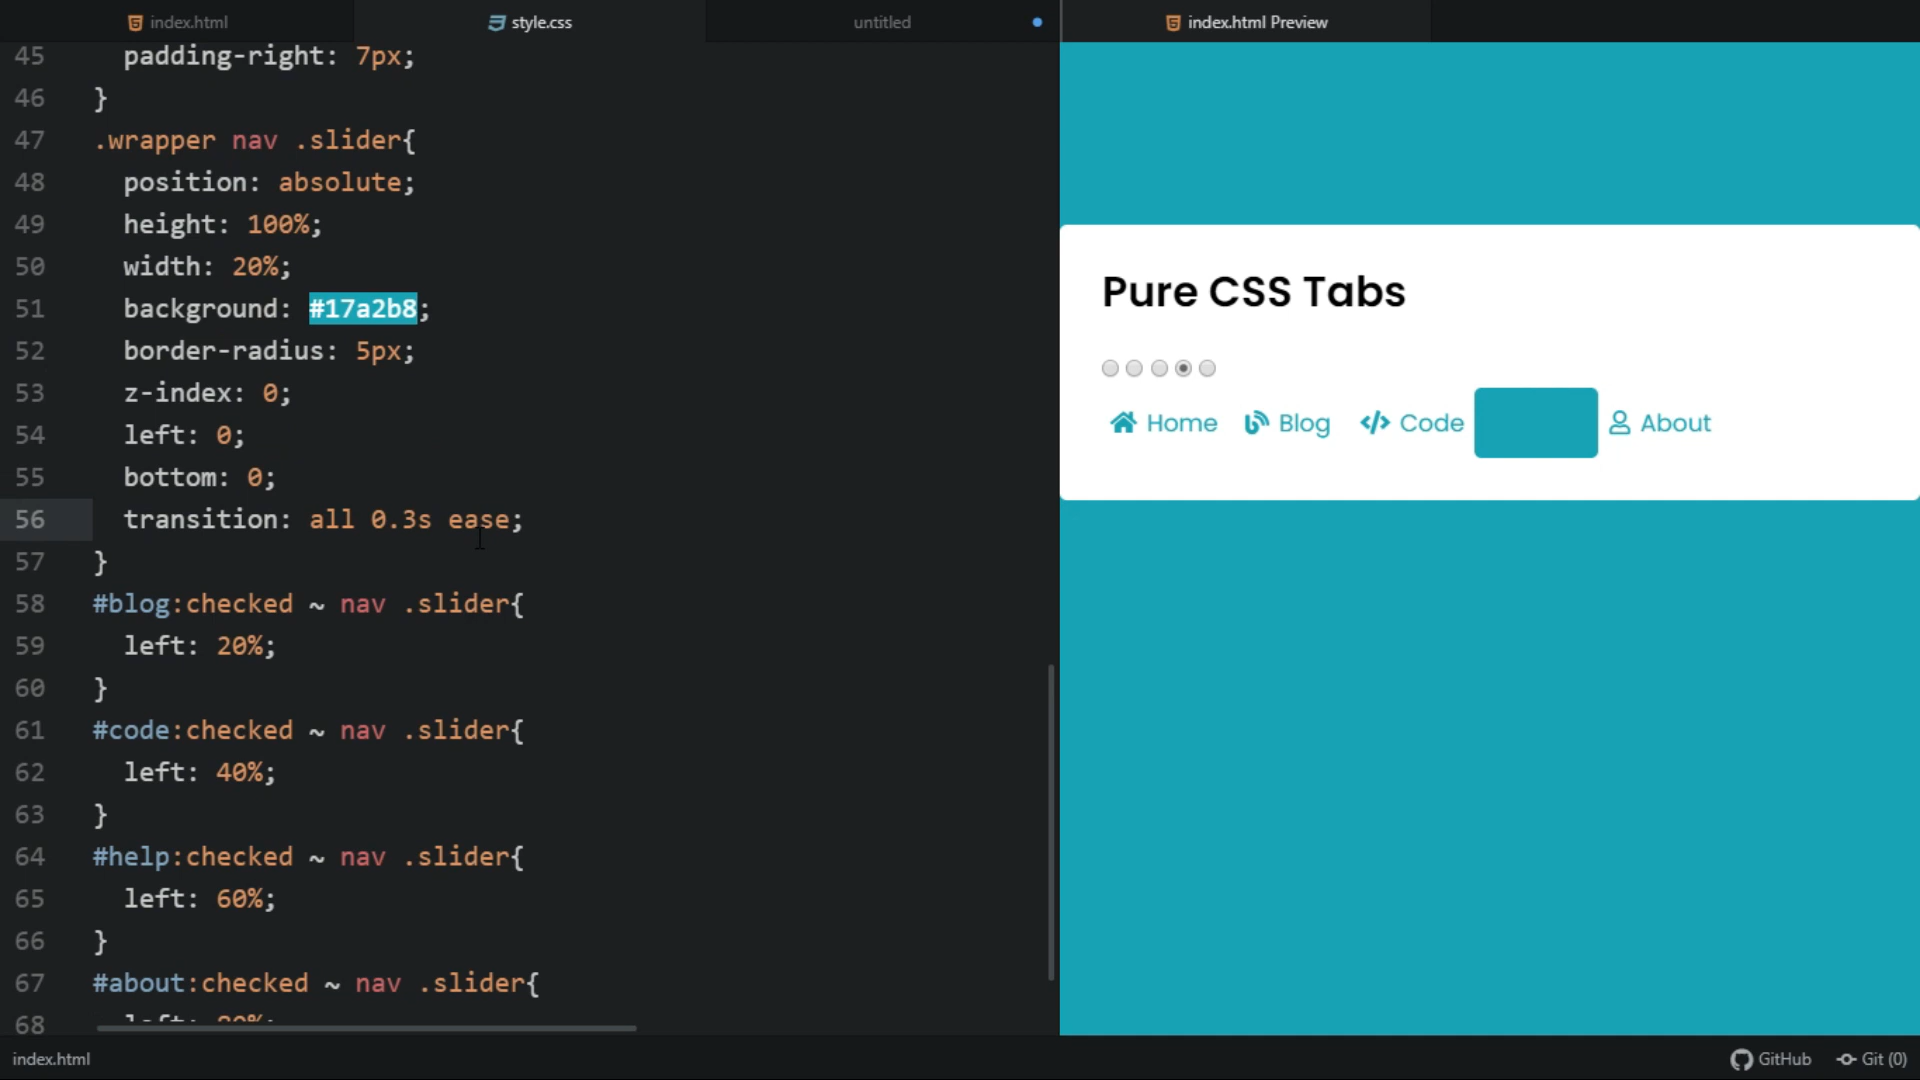 index.html
style.css
untitled
index.html Preview
45 padding-right: 7px;
46 }
47 .wrapper nav .slider{
48 position: absolute;
49 height: 100%;
50 width: 20%;
51 background: #17a2b8;
52 border-radius: 5px;
53 z-index: 0;
54 left: 0;
55 bottom: 0;
56 transition: all 0.3s ease;
57 }
58 #blog:checked ~ nav .slider{
59 left: 20%;
60 }
61 #code:checked ~ nav .slider{
62 left: 40%;
63 }
64 #help:checked ~ nav .slider{
65 left: 60%;
66 }
67 #about:checked ~ nav .slider{
68 left: 80%;
Pure CSS Tabs
Home Blog Code About
index.html
GitHub Git (0)